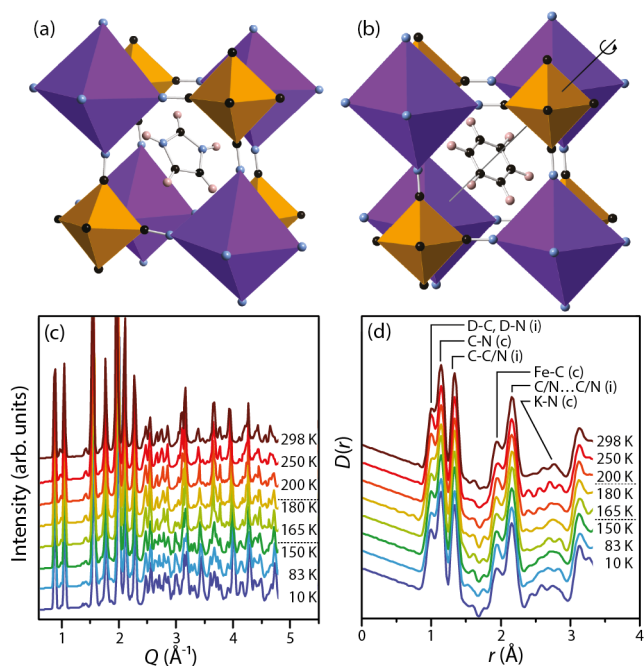 (a)
(b)
(c)
298 K
250 K
200 K
180 K
165 K
150 K
83 K
10 K
Intensity (arb. units)
1 2 3 4 5
Q (Å⁻¹)
(d)
D-C, D-N (i)
C-N (c)
C-C/N (i)
Fe-C (c)
C/N…C/N (i)
K-N (c)
298 K
250 K
200 K
180 K
165 K
150 K
83 K
10 K
D(r)
0 1 2 3 4
r (Å)